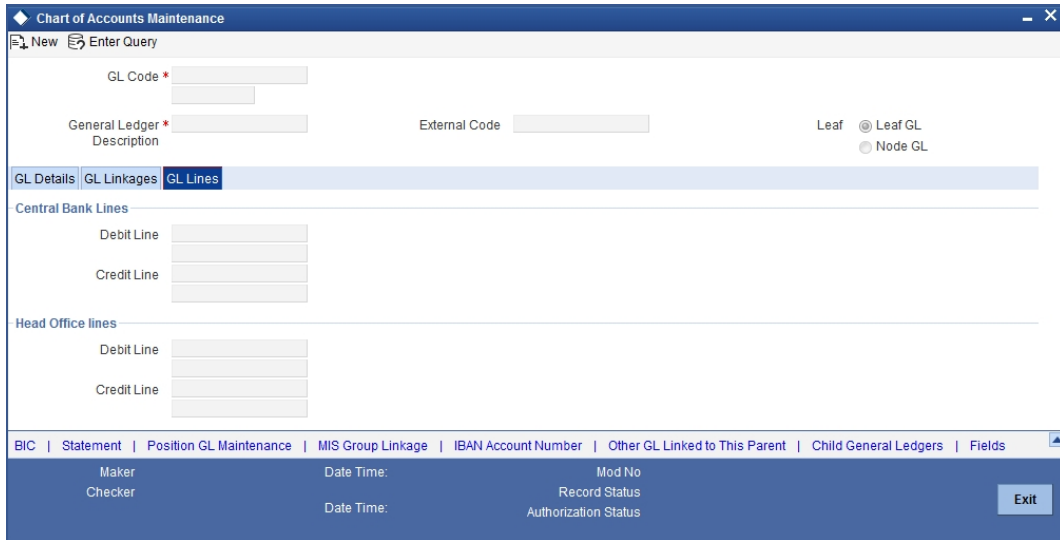 Chart of Accounts Maintenance
New Enter Query
GL Code *
General Ledger * External Code Leaf Leaf GL
Description Node GL
GL Details GL Linkages GL Lines
Central Bank Lines
Debit Line
Credit Line
Head Office lines
Debit Line
Credit Line
BIC | Statement | Position GL Maintenance | MIS Group Linkage | IBAN Account Number | Other GL Linked to This Parent | Child General Ledgers | Fields
Maker Date Time: Mod No
Checker Record Status
Date Time: Authorization Status
Exit